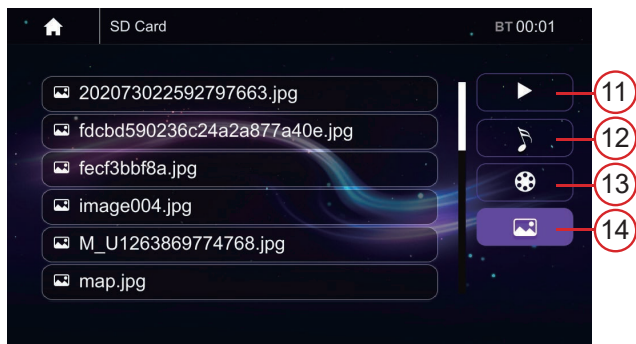 SD Card BT 00:01
202073022592797663.jpg
fdcbd590236c24a2a877a40e.jpg
fecf3bbf8a.jpg
image004.jpg
M_U1263869774768.jpg
map.jpg
11
12
13
14